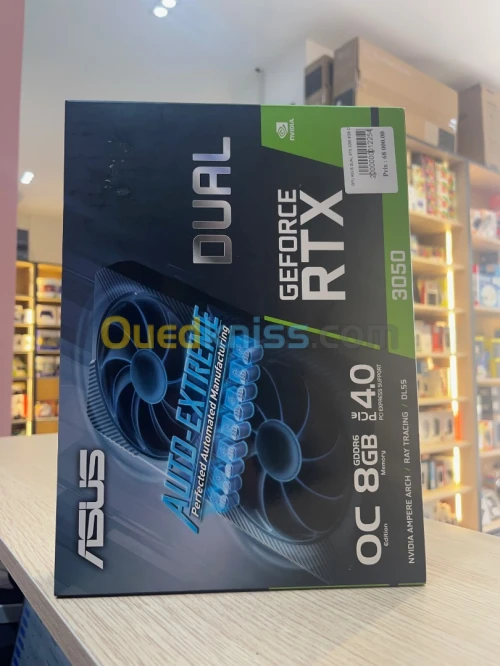 ASUS
DUAL
AUTO-EXTREME
Perfected Automated Manufacturing
NVIDIA
GEFORCE
RTX
3050
OC
Edition
8GB
GDDR6
Memory
PCIe 4.0
PCI EXPRESS SUPPORT
NVIDIA AMPERE ARCH / RAY TRACING / DLSS
Ouedkniss.com